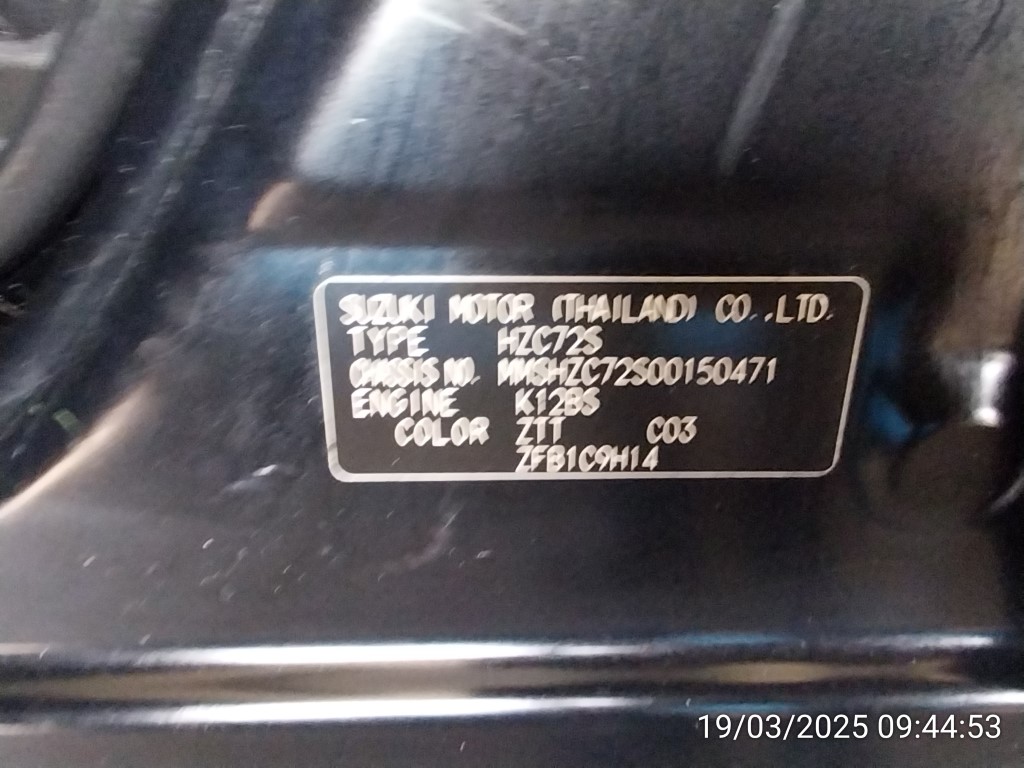 SUZUKI MOTOR (THAILAND) CO.,LTD.
TYPE HZC72S
CHASSIS NO. MMSHZC72S00150471
ENGINE K12BS
COLOR ZTT C03
ZFB1C9H14
19/03/2025 09:44:53